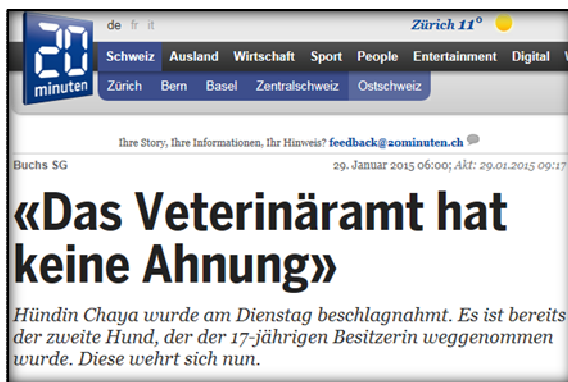 20
minuten
de fr it
Zürich 11°
Schweiz Ausland Wirtschaft Sport People Entertainment Digital
Zürich Bern Basel Zentralschweiz Ostschweiz
Ihre Story, Ihre Informationen, Ihr Hinweis? feedback@20minuten.ch
Buchs SG 29. Januar 2015 06:00; Akt: 29.01.2015 09:17
«Das Veterinäramt hat
keine Ahnung»
Hündin Chaya wurde am Dienstag beschlagnahmt. Es ist bereits
der zweite Hund, der der 17-jährigen Besitzerin weggenommen
wurde. Diese wehrt sich nun.